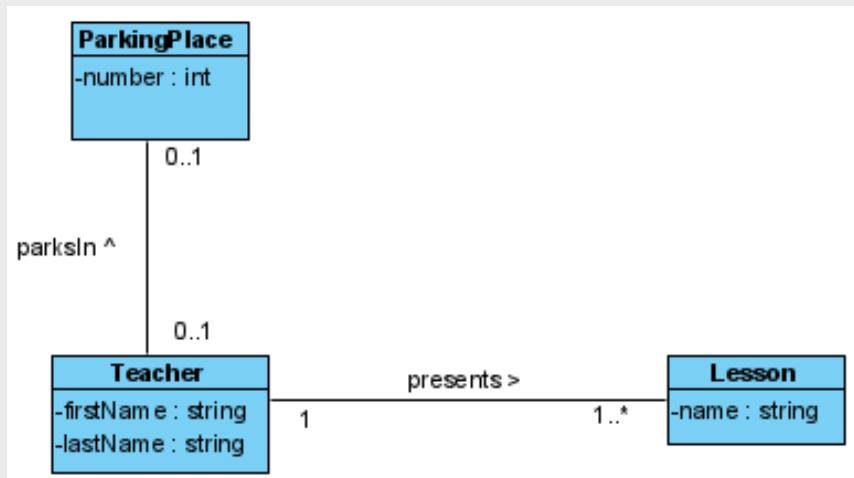 ParkingPlace
-number : int
0..1
parksIn ^
0..1
Teacher
-firstName : string
-lastName : string
presents >
1
1..*
Lesson
-name : string